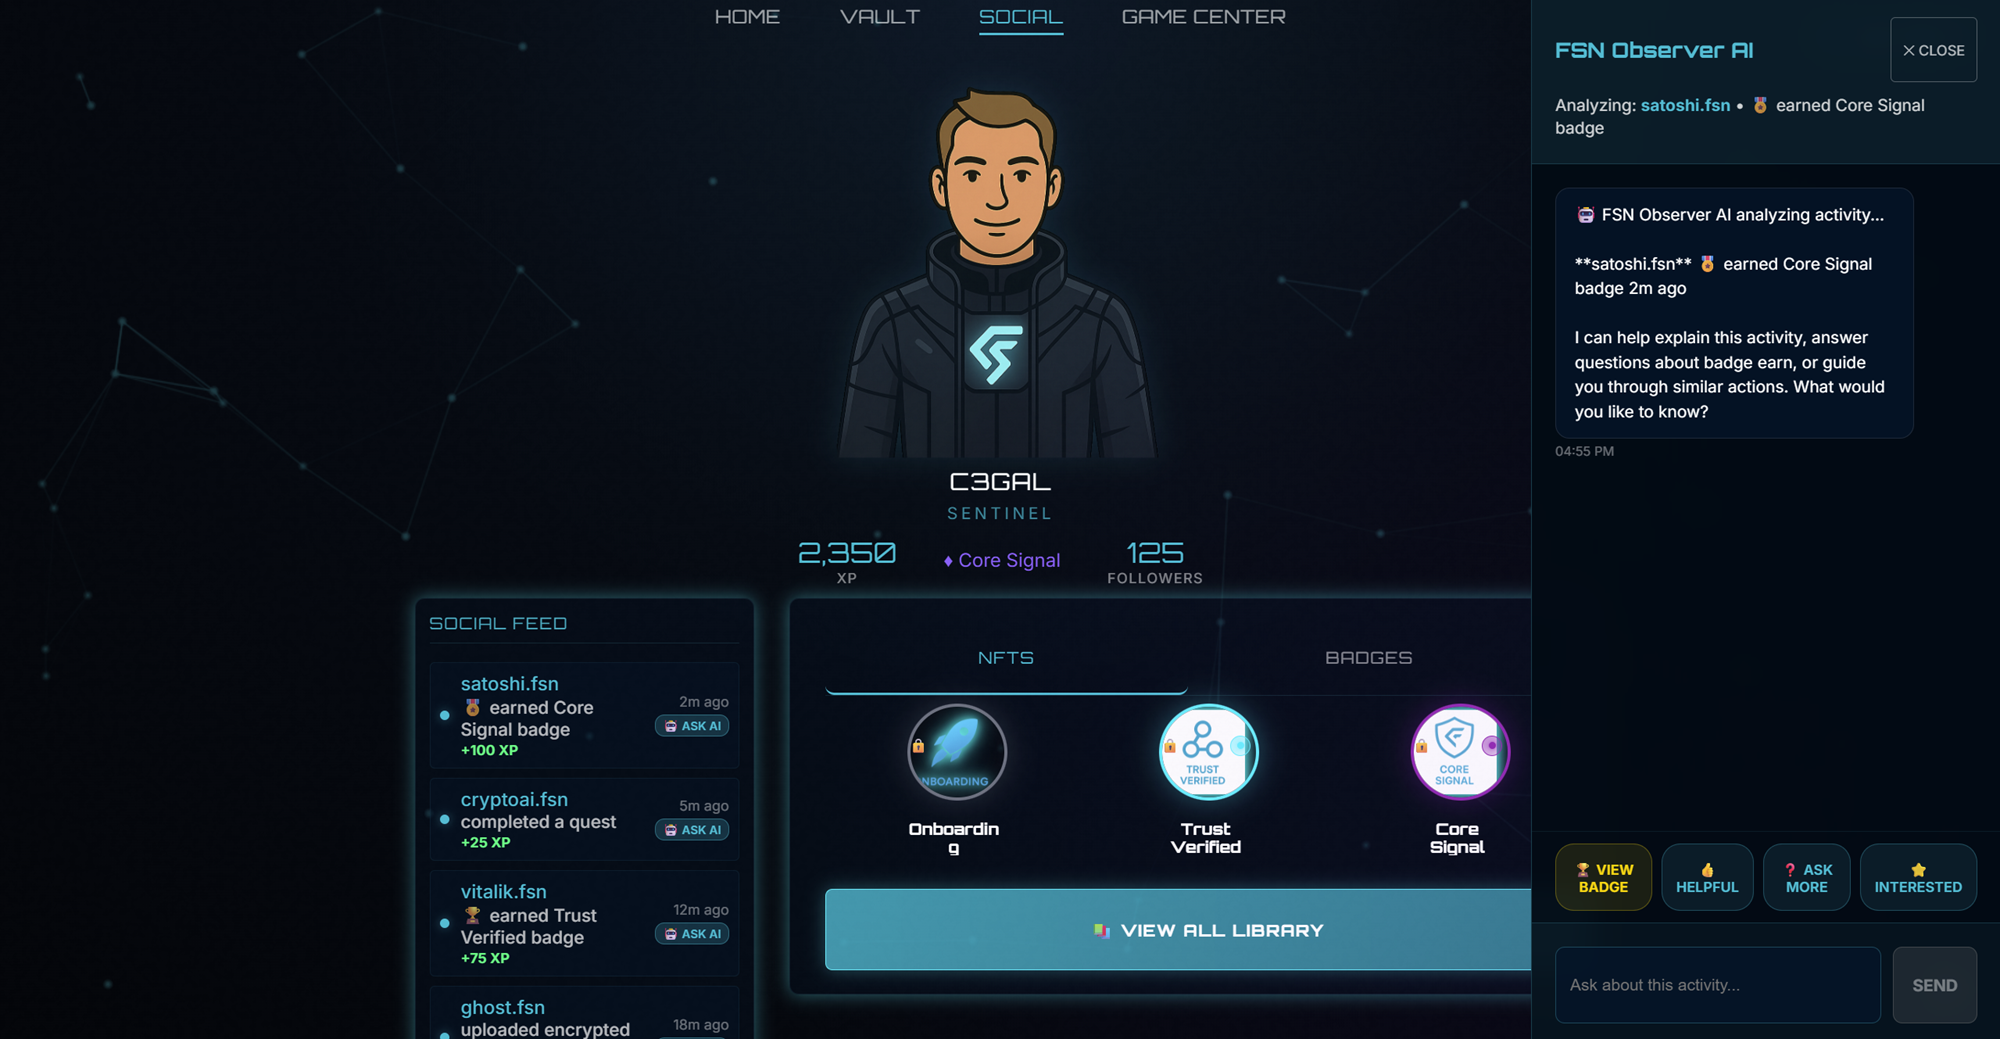 HOME
VAULT
SOCIAL
GAME CENTER
C3GAL
SENTINEL
2,350
XP
♦ Core Signal
125
FOLLOWERS
SOCIAL FEED
satoshi.fsn
🏅 earned Core
Signal badge
+100 XP
2m ago
ASK AI
cryptoai.fsn
completed a quest
+25 XP
5m ago
ASK AI
vitalik.fsn
🏆 earned Trust
Verified badge
+75 XP
12m ago
ASK AI
ghost.fsn
uploaded encrypted
18m ago
NFTS
BADGES
NBOARDING
Onboardin
g
TRUST
VERIFIED
Trust
Verified
CORE
SIGNAL
Core
Signal
VIEW ALL LIBRARY
FSN Observer AI
✕ CLOSE
Analyzing: satoshi.fsn • 🏅 earned Core Signal
badge
🤖 FSN Observer AI analyzing activity...
**satoshi.fsn** 🏅 earned Core Signal
badge 2m ago
I can help explain this activity, answer
questions about badge earn, or guide
you through similar actions. What would
you like to know?
04:55 PM
🏆 VIEW
BADGE
👍
HELPFUL
❓ ASK
MORE
⭐
INTERESTED
Ask about this activity...
SEND